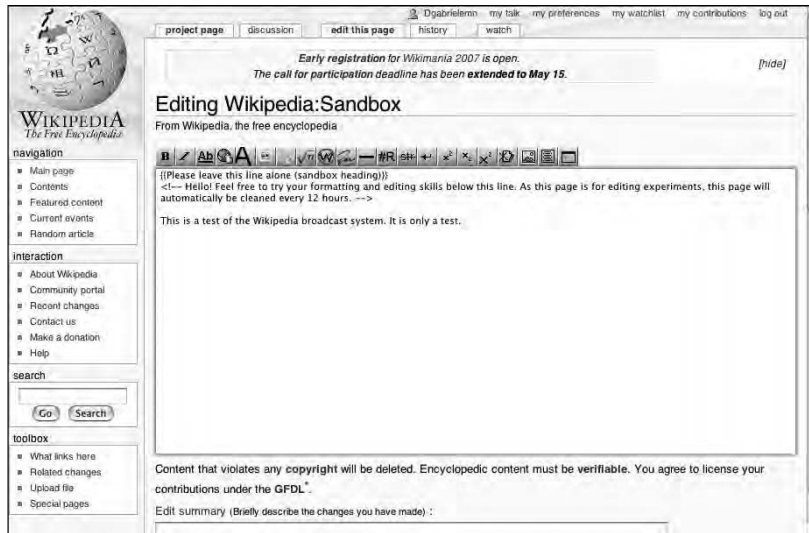 Dgabrielemn my talk my preferences my watchlist my contributions log out
project page discussion edit this page history watch
Early registration for Wikimania 2007 is open.
The call for participation deadline has been extended to May 15.
[hide]
Editing Wikipedia:Sandbox
From Wikipedia, the free encyclopedia
WIKIPEDIA
The Free Encyclopedia
navigation
Main page
Contents
Featured content
Current events
Random article
interaction
About Wikipedia
Community portal
Recent changes
Contact us
Make a donation
Help
search
Go Search
toolbox
What links here
Related changes
Upload file
Special pages
B I Ab A √n W #R
{{Please leave this line alone (sandbox heading)}}
<!-- Hello! Feel free to try your formatting and editing skills below this line. As this page is for editing experiments, this page will
automatically be cleaned every 12 hours. -->
This is a test of the Wikipedia broadcast system. It is only a test.
Content that violates any copyright will be deleted. Encyclopedic content must be verifiable. You agree to license your
contributions under the GFDL*.
Edit summary (Briefly describe the changes you have made) :